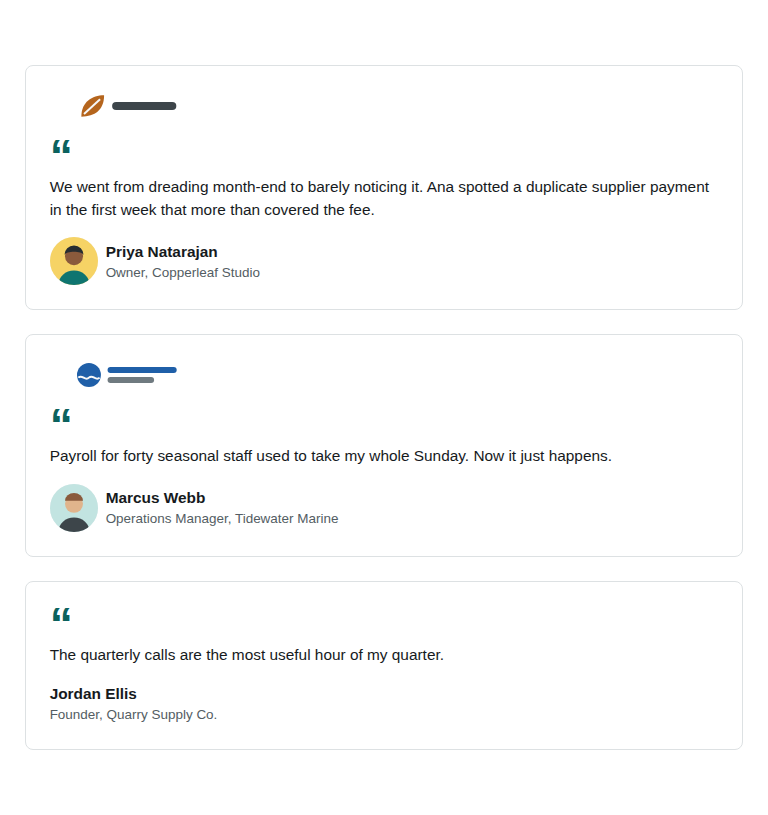 “
We went from dreading month-end to barely noticing it. Ana spotted a duplicate supplier payment
in the first week that more than covered the fee.
Priya Natarajan
Owner, Copperleaf Studio
“
Payroll for forty seasonal staff used to take my whole Sunday. Now it just happens.
Marcus Webb
Operations Manager, Tidewater Marine
“
The quarterly calls are the most useful hour of my quarter.
Jordan Ellis
Founder, Quarry Supply Co.